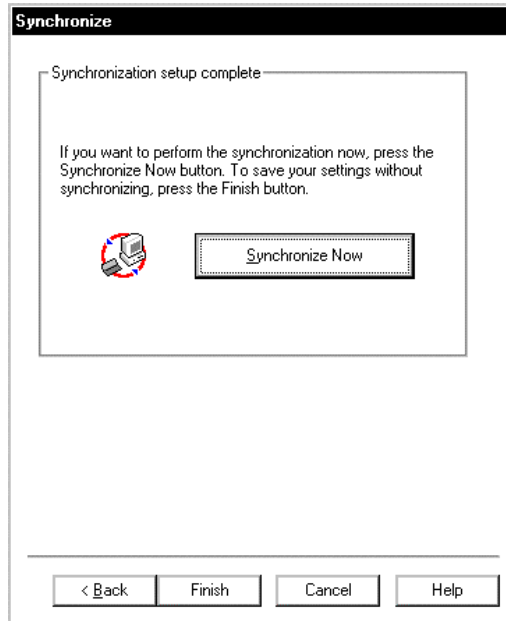 Synchronize
Synchronization setup complete
If you want to perform the synchronization now, press the
Synchronize Now button. To save your settings without
synchronizing, press the Finish button.
Synchronize Now
< Back Finish Cancel Help